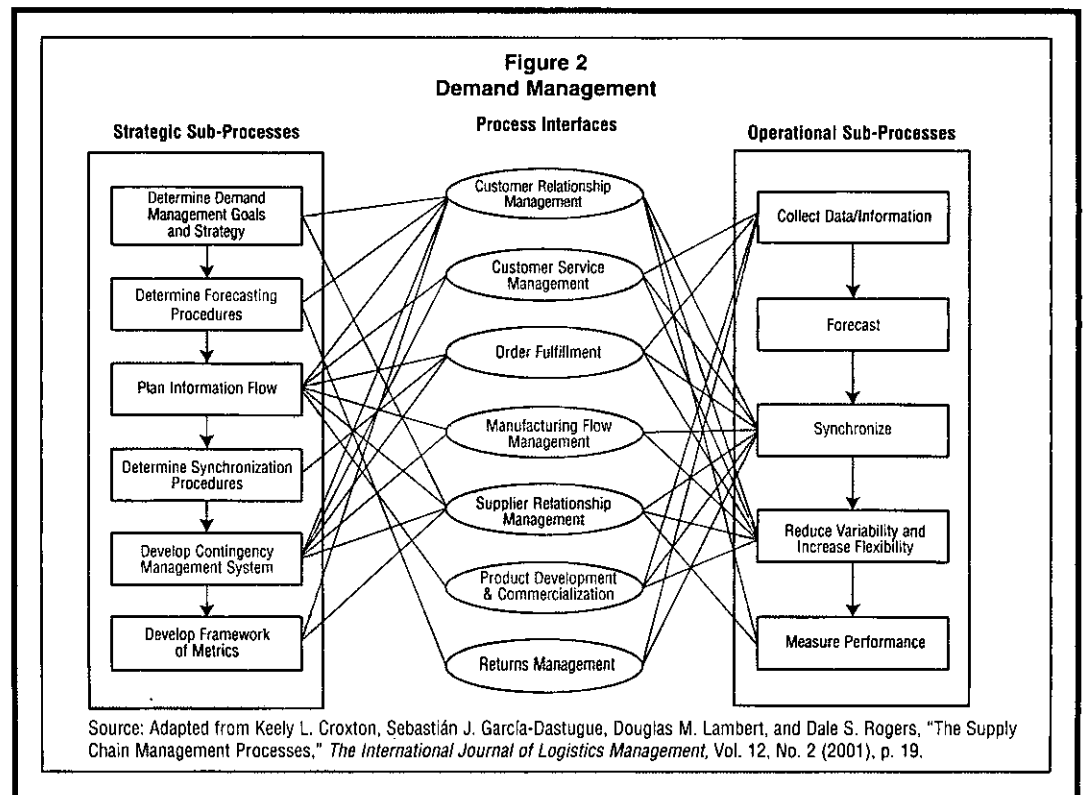 Figure 2
Demand Management
Strategic Sub-Processes
Determine Demand
Management Goals
and Strategy
Determine Forecasting
Procedures
Plan Information Flow
Determine Synchronization
Procedures
Develop Contingency
Management System
Develop Framework
of Metrics
Process Interfaces
Customer Relationship
Management
Customer Service
Management
Order Fulfillment
Manufacturing Flow
Management
Supplier Relationship
Management
Product Development
& Commercialization
Returns Management
Operational Sub-Processes
Collect Data/Information
Forecast
Synchronize
Reduce Variability and
Increase Flexibility
Measure Performance
Source: Adapted from Keely L. Croxton, Sebastián J. García-Dastugue, Douglas M. Lambert, and Dale S. Rogers, "The Supply
Chain Management Processes," The International Journal of Logistics Management, Vol. 12, No. 2 (2001), p. 19.